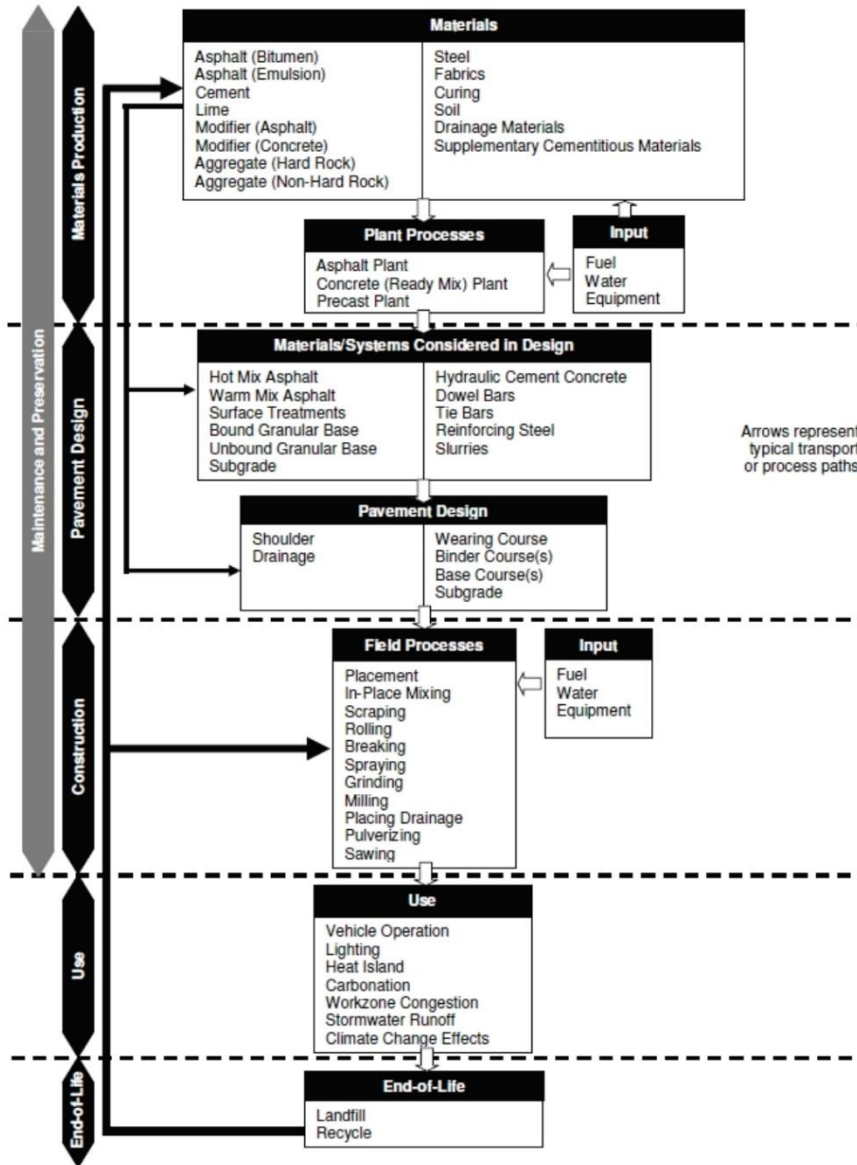 Maintenance and Preservation
Materials Production
Materials
Asphalt (Bitumen)
Asphalt (Emulsion)
Cement
Lime
Modifier (Asphalt)
Modifier (Concrete)
Aggregate (Hard Rock)
Aggregate (Non-Hard Rock)
Steel
Fabrics
Curing
Soil
Drainage Materials
Supplementary Cementitious Materials
Plant Processes
Asphalt Plant
Concrete (Ready Mix) Plant
Precast Plant
Input
Fuel
Water
Equipment
Pavement Design
Materials/Systems Considered in Design
Hot Mix Asphalt
Warm Mix Asphalt
Surface Treatments
Bound Granular Base
Unbound Granular Base
Subgrade
Hydraulic Cement Concrete
Dowel Bars
Tie Bars
Reinforcing Steel
Slurries
Arrows represent
typical transport
or process paths
Pavement Design
Shoulder
Drainage
Wearing Course
Binder Course(s)
Base Course(s)
Subgrade
Construction
Field Processes
Placement
In-Place Mixing
Scraping
Rolling
Breaking
Spraying
Grinding
Milling
Placing Drainage
Pulverizing
Sawing
Input
Fuel
Water
Equipment
Use
Use
Vehicle Operation
Lighting
Heat Island
Carbonation
Workzone Congestion
Stormwater Runoff
Climate Change Effects
End-of-Life
End-of-Life
Landfill
Recycle